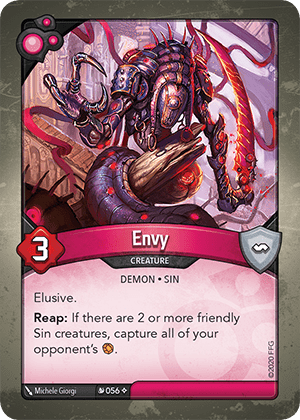 Envy
CREATURE
3
DEMON • SIN
Elusive.
Reap: If there are 2 or more friendly
Sin creatures, capture all of your
opponent's .
Michele Giorgi 056
©2020 FFG